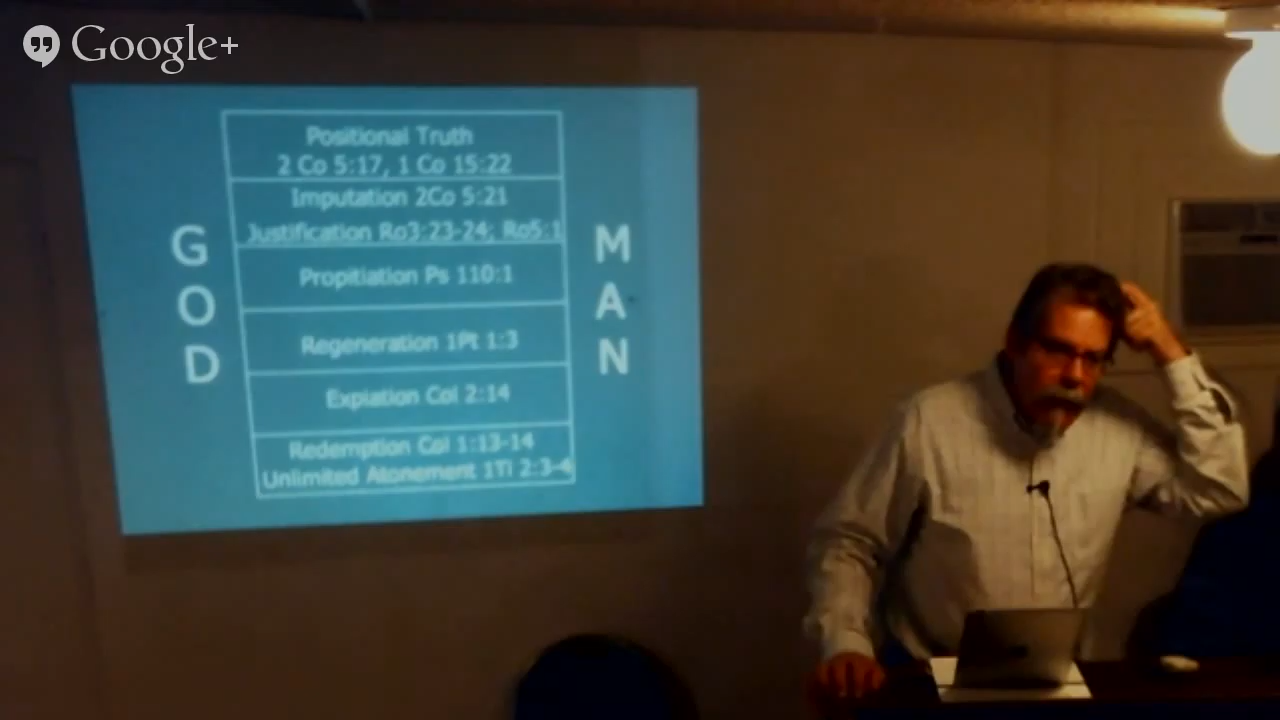 Google+
Positional Truth
2 Co 5:17, 1 Co 15:22
Imputation 2Co 5:21
Justification Ro3:23-24; Ro5:1
Propitiation Ps 110:1
Regeneration 1Pt 1:3
Expiation Col 2:14
Redemption Col 1:13-14
Unlimited Atonement 1Ti 2:3-4
GOD
MAN